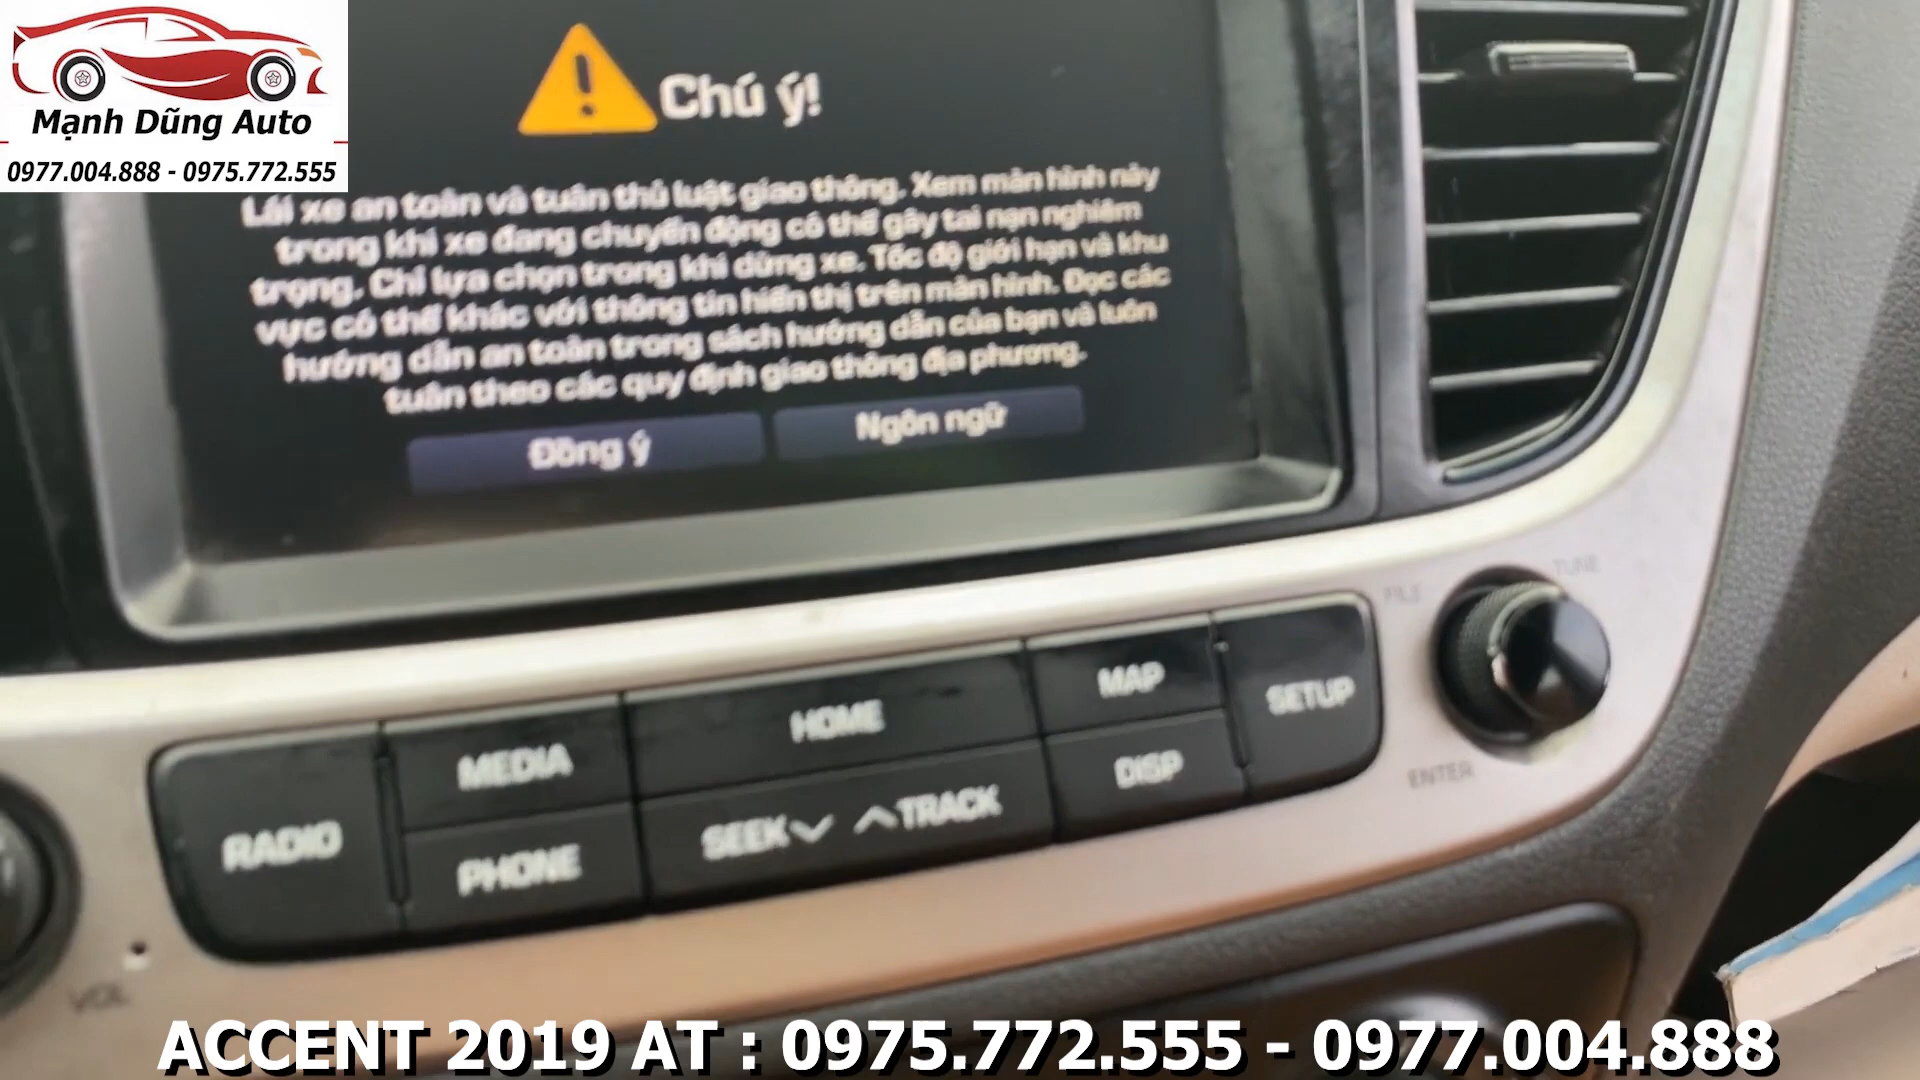 Mạnh Dũng Auto
0977.004.888 - 0975.772.555
Chú ý!
Lái xe an toàn và tuân thủ luật giao thông. Xem màn hình này
trong khi xe đang chuyển động có thể gây tai nạn nghiêm
trọng. Chỉ lựa chọn trong khi dừng xe. Tốc độ giới hạn và khu
vực có thể khác với thông tin hiển thị trên màn hình. Đọc các
hướng dẫn an toàn trong sách hướng dẫn của bạn và luôn
tuân theo các quy định giao thông địa phương.
Đồng ý
Ngôn ngữ
TUNE
FILE
MAP
SETUP
HOME
MEDIA
DISP
ENTER
SEEK TRACK
RADIO
PHONE
VOL
ACCENT 2019 AT : 0975.772.555 - 0977.004.888